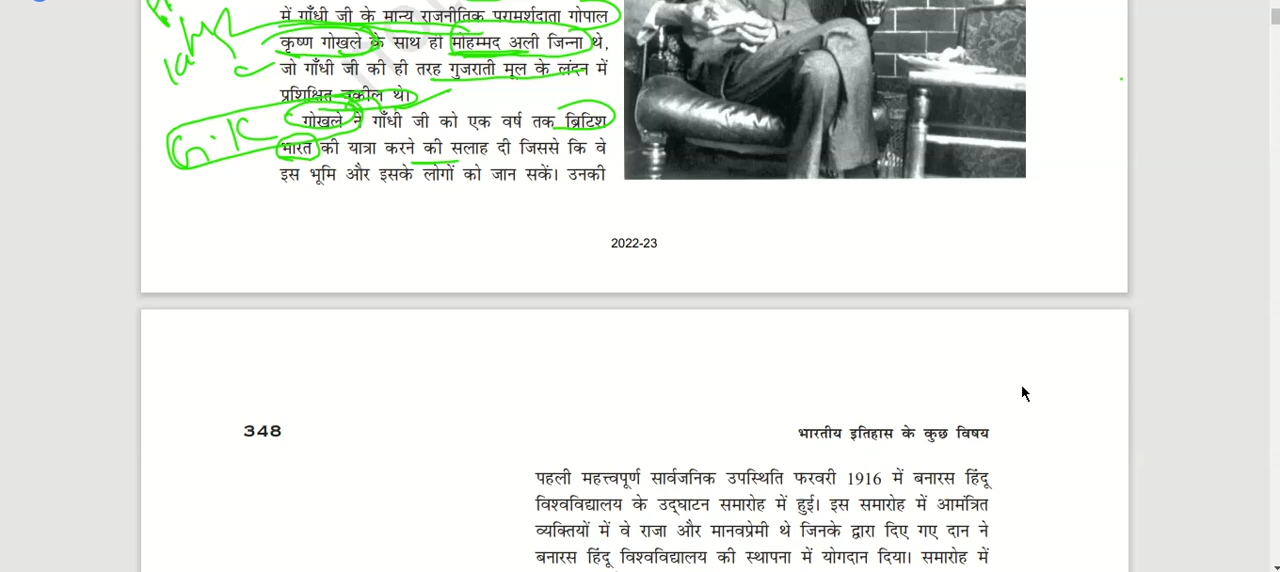 में गाँधी जी के मान्य राजनीतिक परामर्शदाता गोपाल
कृष्ण गोखले के साथ ही मोहम्मद अली जिन्ना थे,
जो गाँधी जी की ही तरह गुजराती मूल के लंदन में
प्रशिक्षित वकील थे।
गोखले ने गाँधी जी को एक वर्ष तक ब्रिटिश
भारत की यात्रा करने की सलाह दी जिससे कि वे
इस भूमि और इसके लोगों को जान सकें। उनकी
G.K
2022-23
348
भारतीय इतिहास के कुछ विषय
पहली महत्त्वपूर्ण सार्वजनिक उपस्थिति फरवरी 1916 में बनारस हिंदू
विश्वविद्यालय के उद्घाटन समारोह में हुई। इस समारोह में आमंत्रित
व्यक्तियों में वे राजा और मानवप्रेमी थे जिनके द्वारा दिए गए दान ने
बनारस हिंदू विश्वविद्यालय की स्थापना में योगदान दिया। समारोह में